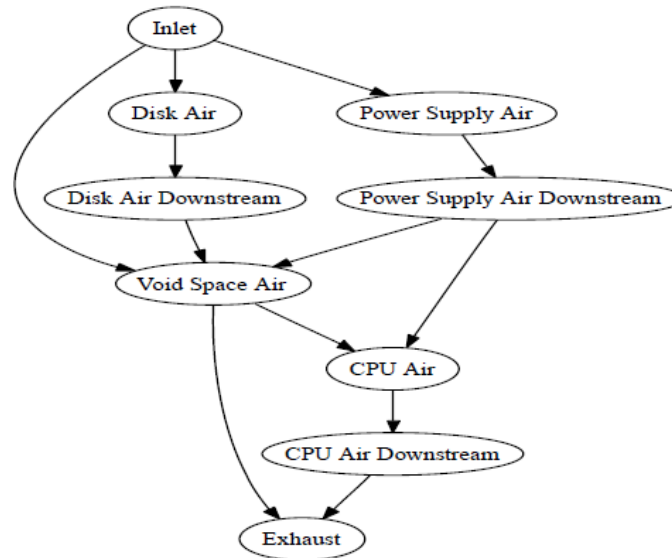 Inlet
Disk Air
Power Supply Air
Disk Air Downstream
Power Supply Air Downstream
Void Space Air
CPU Air
CPU Air Downstream
Exhaust